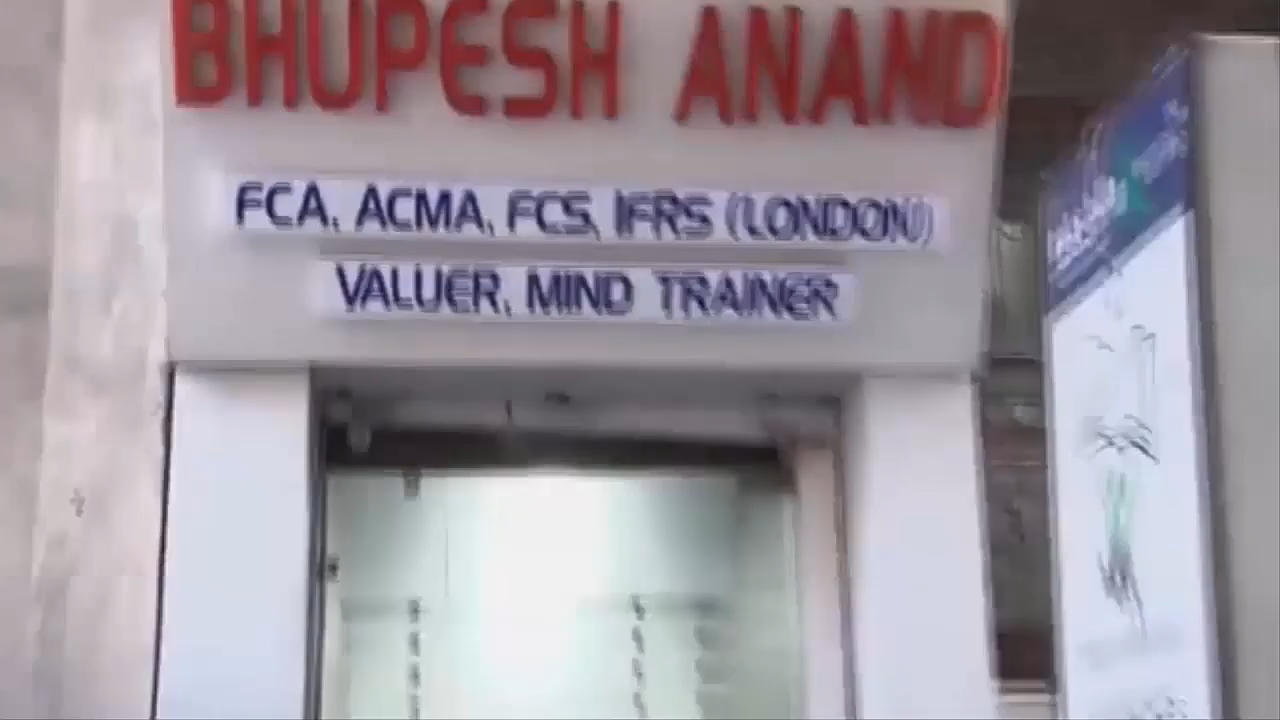 BHUPESH ANAND
FCA, ACMA, FCS, IFRS (LONDON)
VALUER, MIND TRAINER